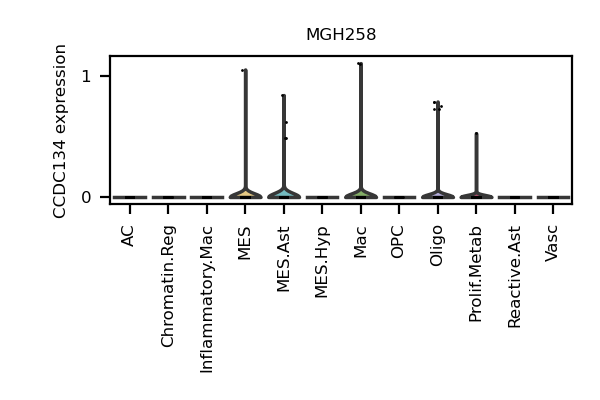 MGH258
CCDC134 expression
1
0
AC
Chromatin.Reg
Inflammatory.Mac
MES
MES.Ast
MES.Hyp
Mac
OPC
Oligo
Prolif.Metab
Reactive.Ast
Vasc